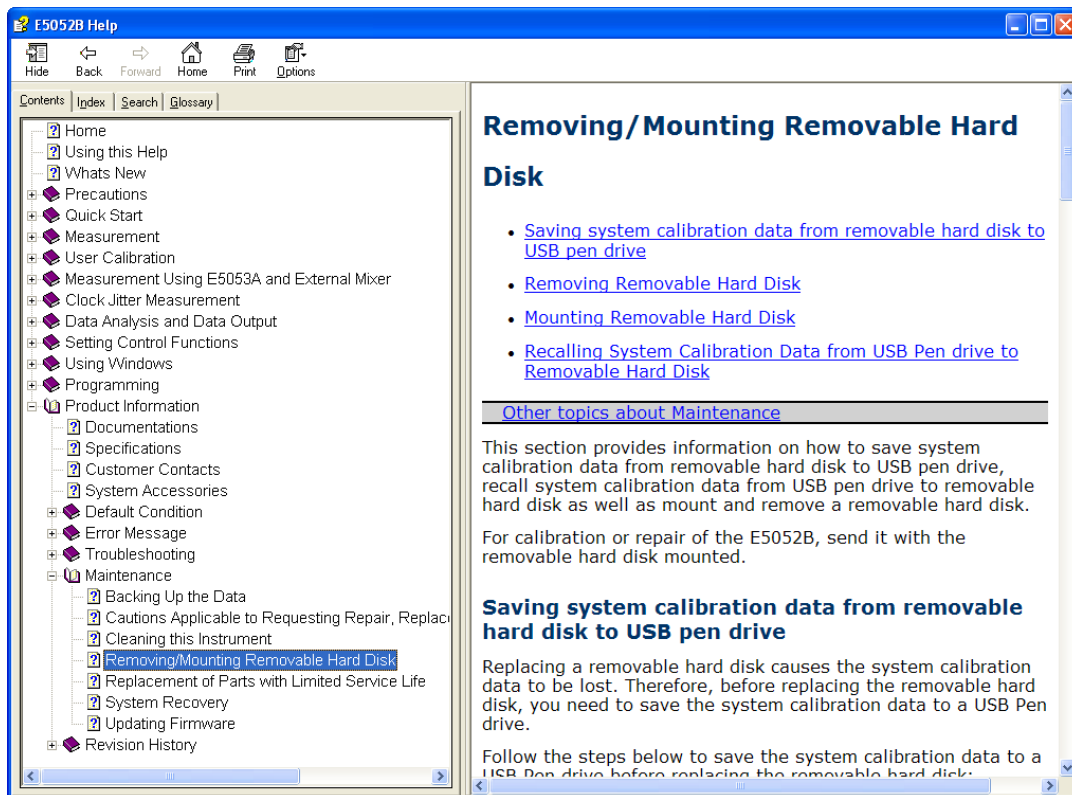 E5052B Help
Hide Back Forward Home Print Options
Contents Index Search Glossary
Home
Using this Help
Whats New
Precautions
Quick Start
Measurement
User Calibration
Measurement Using E5053A and External Mixer
Clock Jitter Measurement
Data Analysis and Data Output
Setting Control Functions
Using Windows
Programming
Product Information
Documentations
Specifications
Customer Contacts
System Accessories
Default Condition
Error Message
Troubleshooting
Maintenance
Backing Up the Data
Cautions Applicable to Requesting Repair, Replac
Cleaning this Instrument
Removing/Mounting Removable Hard Disk
Replacement of Parts with Limited Service Life
System Recovery
Updating Firmware
Revision History
Removing/Mounting Removable Hard
Disk
• Saving system calibration data from removable hard disk to
USB pen drive
• Removing Removable Hard Disk
• Mounting Removable Hard Disk
• Recalling System Calibration Data from USB Pen drive to
Removable Hard Disk
Other topics about Maintenance
This section provides information on how to save system
calibration data from removable hard disk to USB pen drive,
recall system calibration data from USB pen drive to removable
hard disk as well as mount and remove a removable hard disk.
For calibration or repair of the E5052B, send it with the
removable hard disk mounted.
Saving system calibration data from removable
hard disk to USB pen drive
Replacing a removable hard disk causes the system calibration
data to be lost. Therefore, before replacing the removable hard
disk, you need to save the system calibration data to a USB Pen
drive.
Follow the steps below to save the system calibration data to a
USB Pen drive before replacing the removable hard disk: